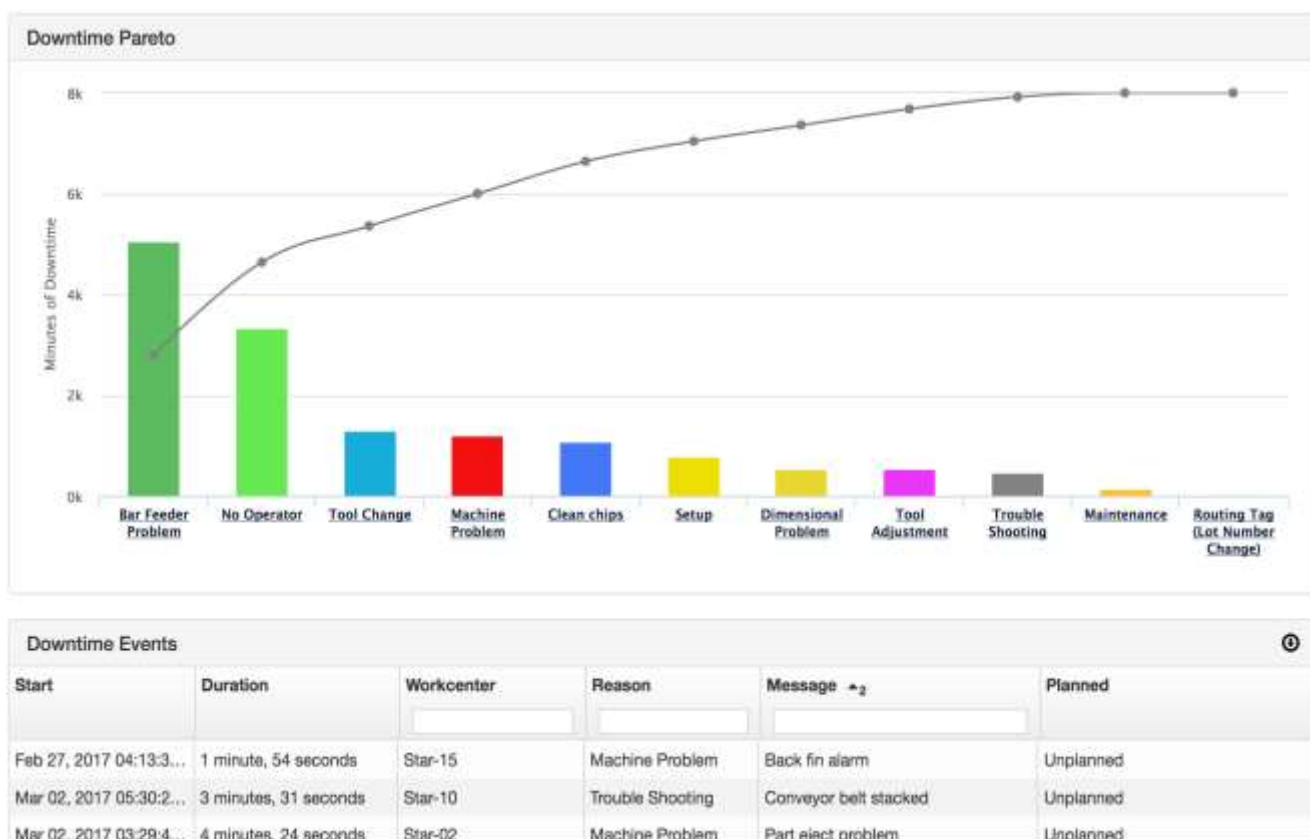 Downtime Pareto
8k
6k
4k
2k
0k
Minutes of Downtime
Bar Feeder
Problem
No Operator
Tool Change
Machine
Problem
Clean chips
Setup
Dimensional
Problem
Tool
Adjustment
Trouble
Shooting
Maintenance
Routing Tag
(Lot Number
Change)
Downtime Events
Start Duration Workcenter Reason Message 2 Planned
Feb 27, 2017 04:13:3... 1 minute, 54 seconds Star-15 Machine Problem Back fin alarm Unplanned
Mar 02, 2017 05:30:2... 3 minutes, 31 seconds Star-10 Trouble Shooting Conveyor belt stacked Unplanned
Mar 02, 2017 03:29:4... 4 minutes, 24 seconds Star-02 Machine Problem Part eject problem Unplanned